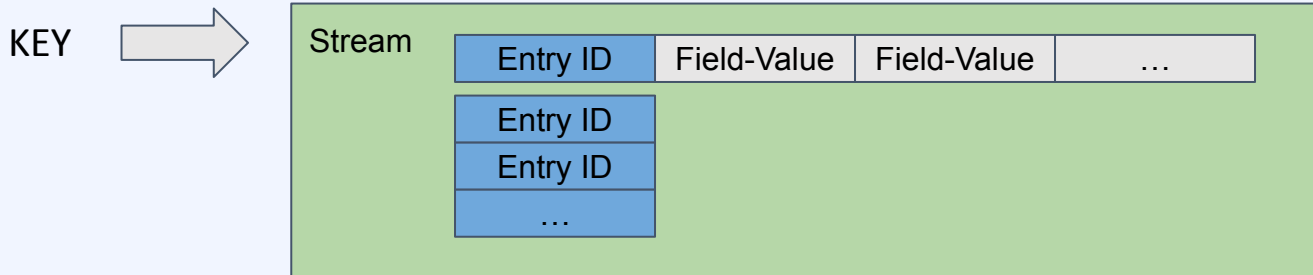 KEY
Stream
Entry ID Field-Value Field-Value …
Entry ID
Entry ID
…